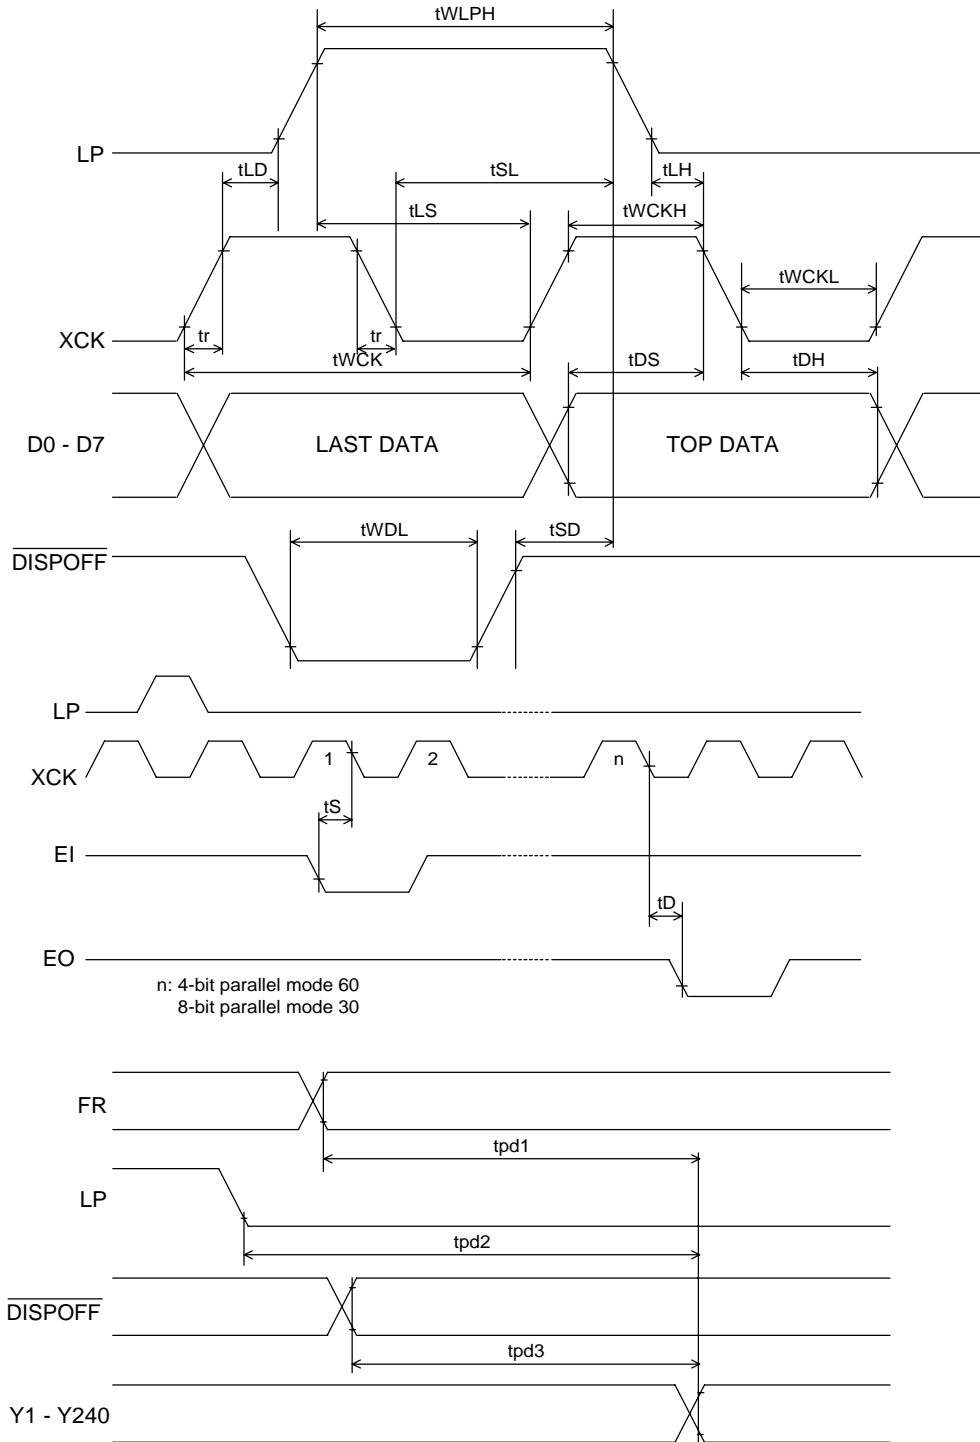 tWLPH
LP
tLD
tSL
tLH
tLS
tWCKH
tWCKL
XCK
tr
tr
tWCK
tDS
tDH
D0 - D7
LAST DATA
TOP DATA
tWDL
tSD
DISPOFF
LP
XCK
1
2
n
tS
EI
tD
EO
n: 4-bit parallel mode 60
8-bit parallel mode 30
FR
tpd1
LP
tpd2
DISPOFF
tpd3
Y1 - Y240